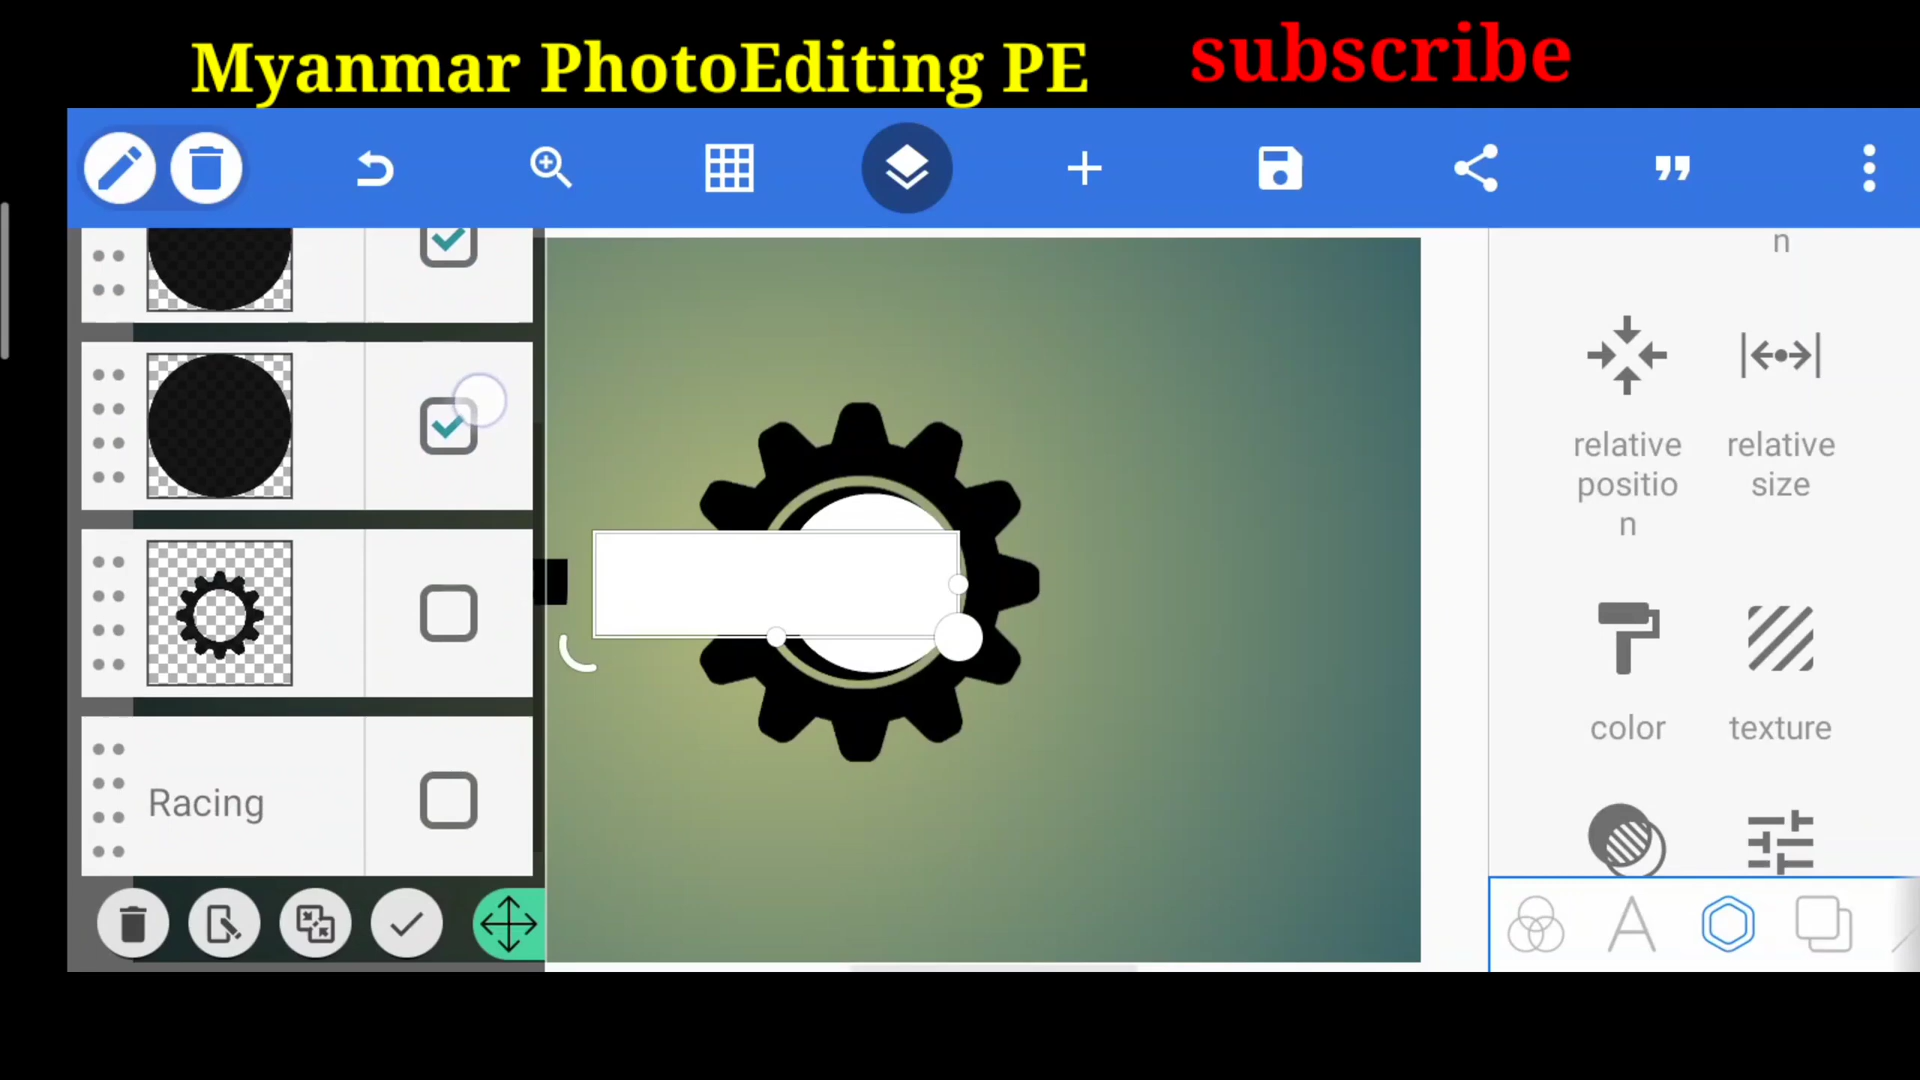 Myanmar PhotoEditing PE
subscribe
n
relative
positio
n
relative
size
color
texture
Racing